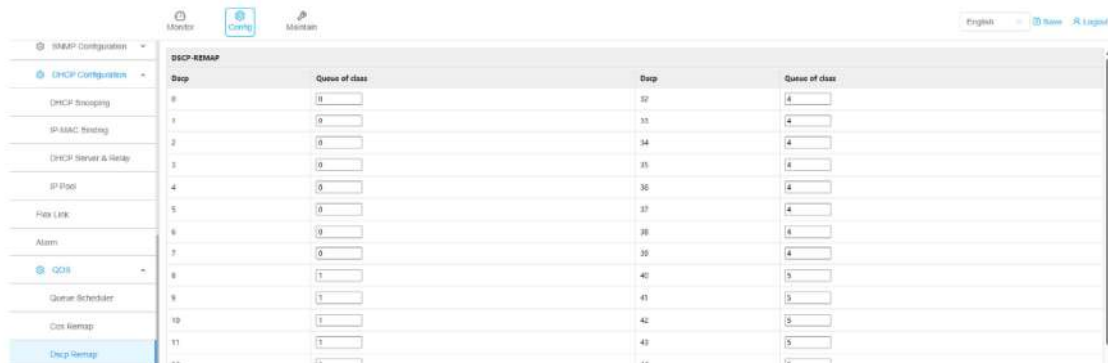 Monitor
Config
Maintain
English
Save
Logout
SNMP Configuration
DHCP Configuration
DHCP Snooping
IP-MAC Binding
DHCP Server & Relay
IP Pool
Flex Link
Alarm
QOS
Queue Scheduler
Cos Remap
Dscp Remap
DSCP-REMAP
Dscp Queue of class Dscp Queue of class
0 0 32 4
1 0 33 4
2 0 34 4
3 0 35 4
4 0 36 4
5 0 37 4
6 0 38 4
7 0 39 4
8 1 40 5
9 1 41 5
10 1 42 5
11 1 43 5